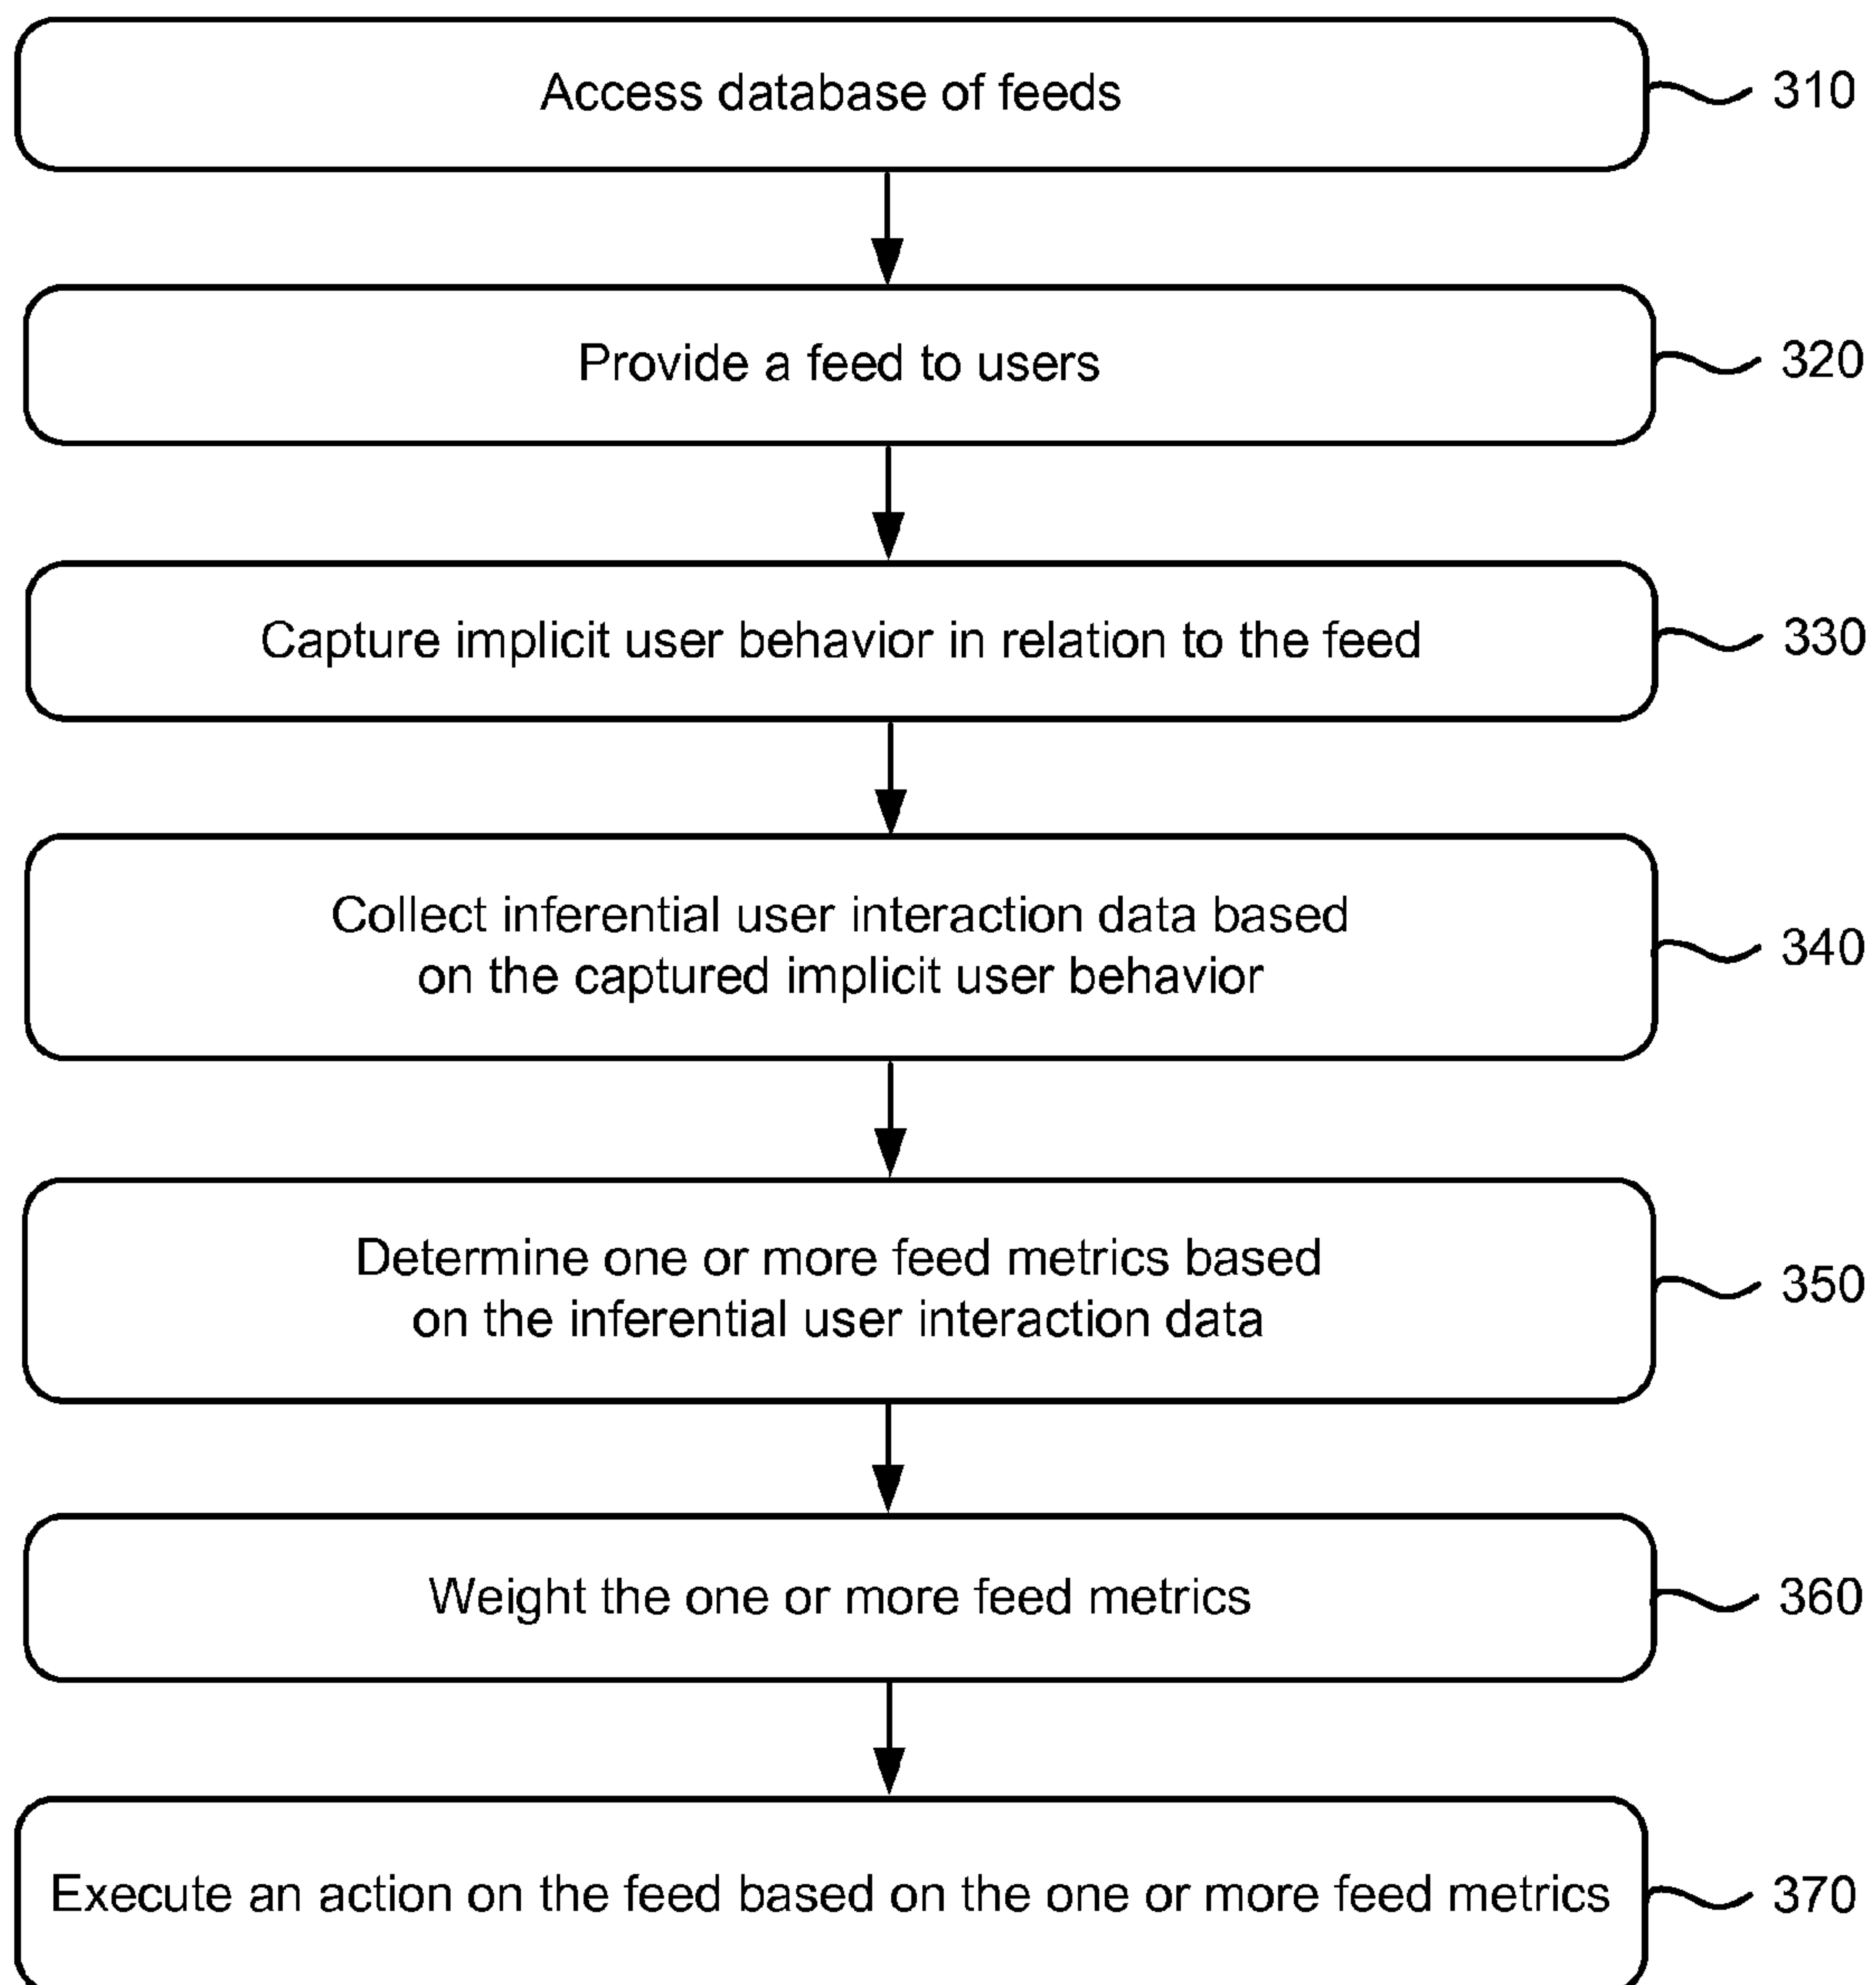 Access database of feeds
310
Provide a feed to users
320
Capture implicit user behavior in relation to the feed
330
Collect inferential user interaction data based
on the captured implicit user behavior
340
Determine one or more feed metrics based
on the inferential user interaction data
350
Weight the one or more feed metrics
360
Execute an action on the feed based on the one or more feed metrics
370